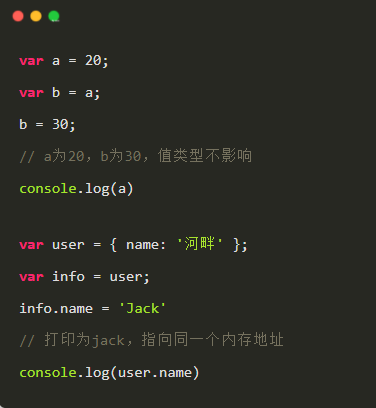 var a = 20;
var b = a;
b = 30;
// a为20，b为30，值类型不影响
console.log(a)
var user = { name: '河畔' };
var info = user;
info.name = 'Jack'
// 打印为jack，指向同一个内存地址
console.log(user.name)